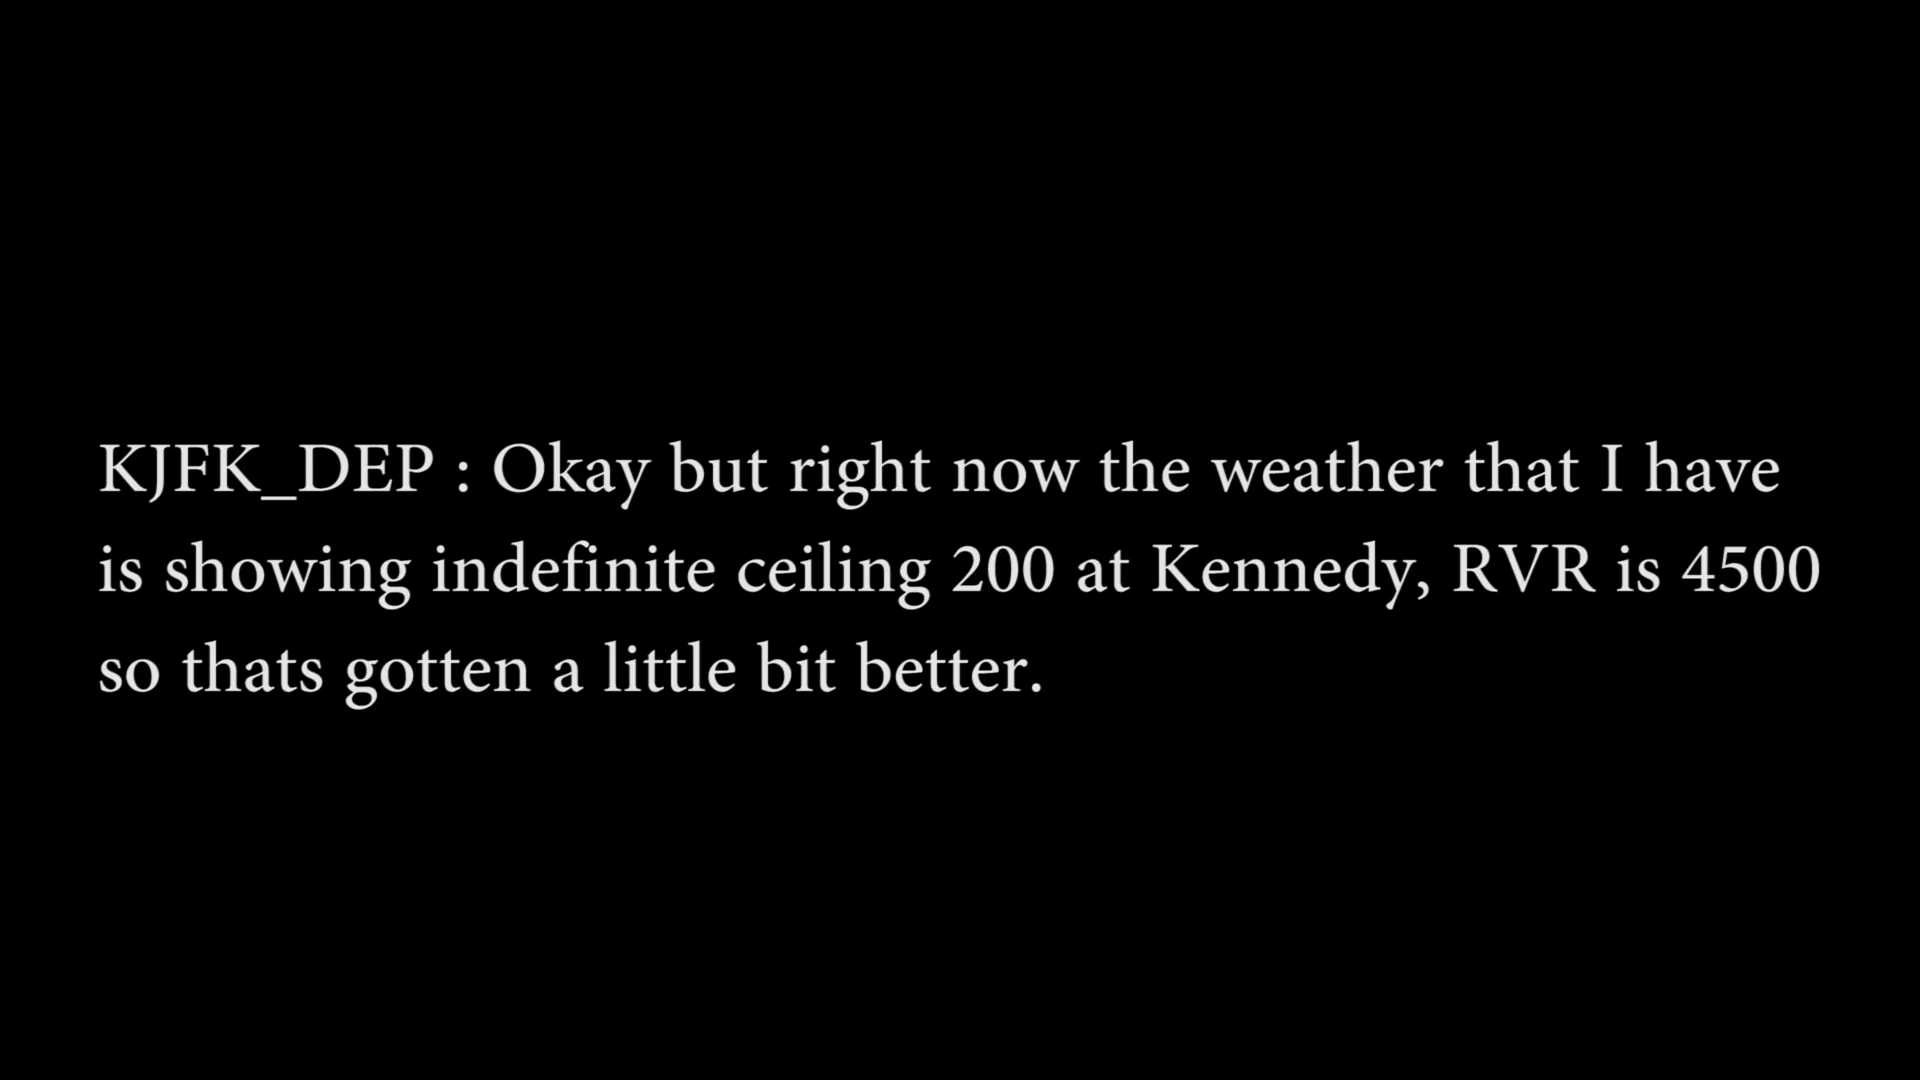 KJFK_DEP : Okay but right now the weather that I have
is showing indefinite ceiling 200 at Kennedy, RVR is 4500
so thats gotten a little bit better.